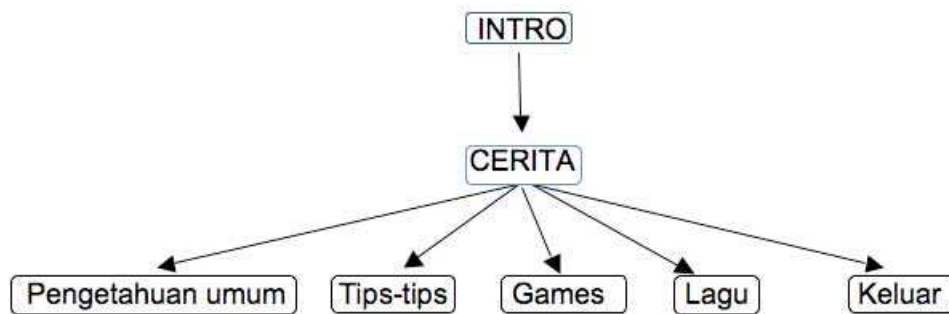 INTRO
CERITA
Pengetahuan umum
Tips-tips
Games
Lagu
Keluar